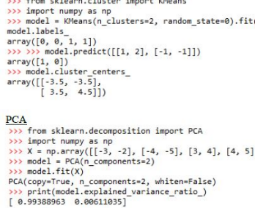 >>> from sklearn.cluster import KMeans
>>> import numpy as np
>>> model = KMeans(n_clusters=2, random_state=0).fit(
model.labels_
array([0, 0, 1, 1])
>>> >>> model.predict([[1, 2], [-1, -1]])
array([1, 0])
>>> model.cluster_centers_
array([[-3.5, -3.5],
[ 3.5, 4.5]])
PCA
>>> from sklearn.decomposition import PCA
>>> import numpy as np
>>> X = np.array([[-3, -2], [-4, -5], [3, 4], [4, 5]
>>> model = PCA(n_components=2)
>>> model.fit(X)
PCA(copy=True, n_components=2, whiten=False)
>>> print(model.explained_variance_ratio_)
[ 0.99388963 0.00611035]